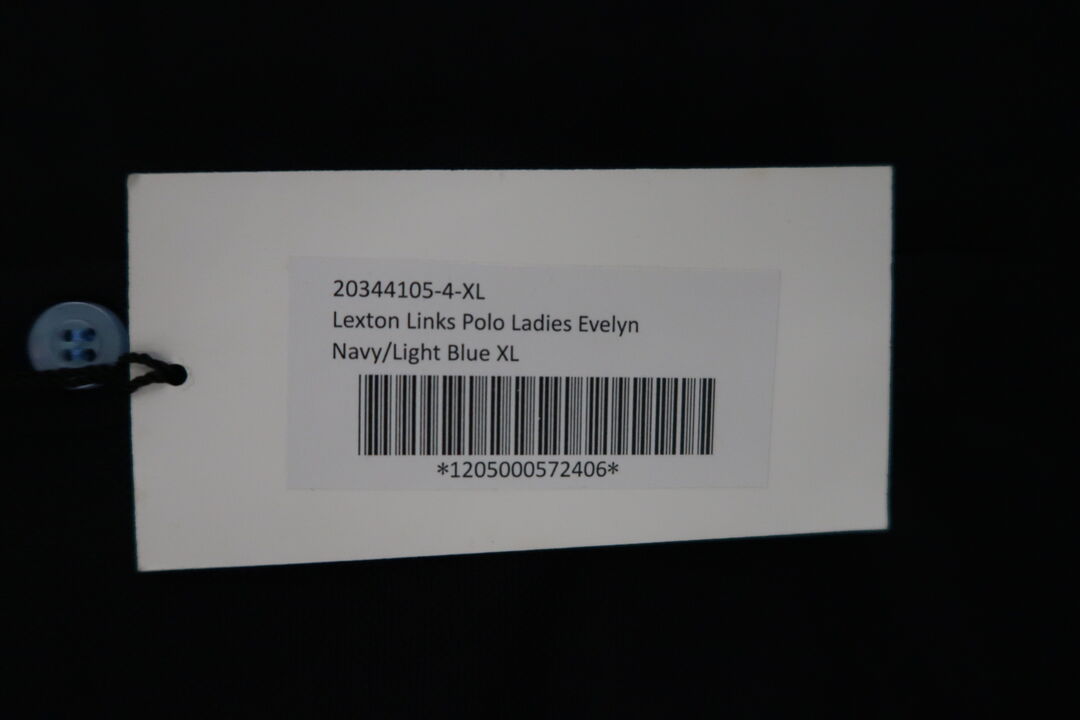 20344105-4-XL
Lexton Links Polo Ladies Evelyn
Navy/Light Blue XL
*1205000572406*